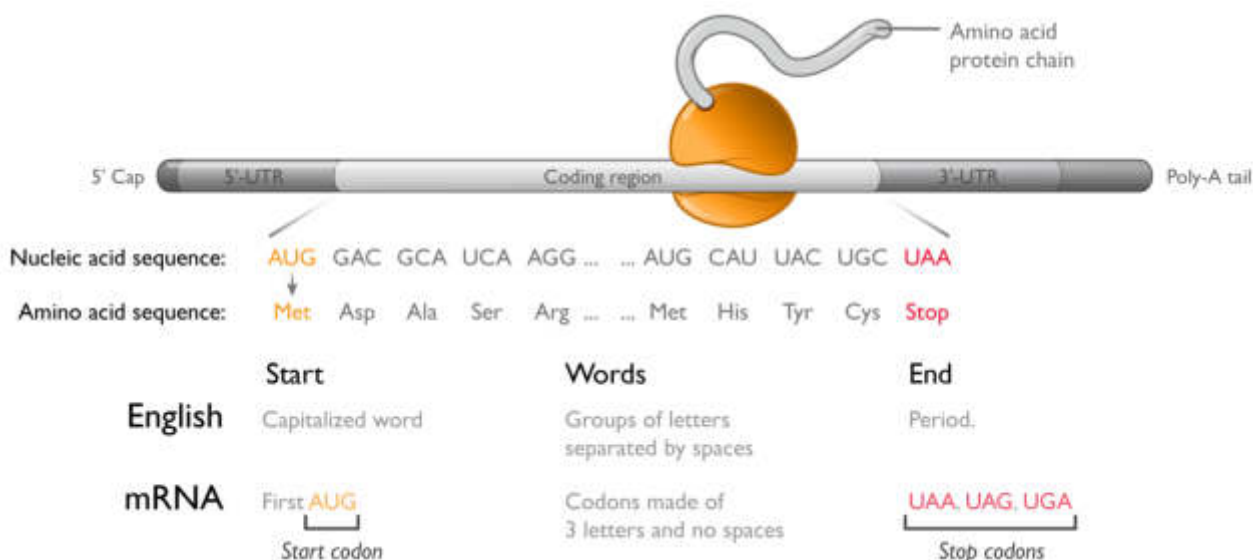 Amino acid
protein chain
5' Cap 5'-UTR Coding region 3'-UTR Poly-A tail
Nucleic acid sequence: AUG GAC GCA UCA AGG ... ... AUG CAU UAC UGC UAA
Amino acid sequence: Met Asp Ala Ser Arg ... ... Met His Tyr Cys Stop
Start Words End
English Capitalized word Groups of letters Period.
separated by spaces
mRNA First AUG Codons made of UAA, UAG, UGA
3 letters and no spaces
Start codon Stop codons